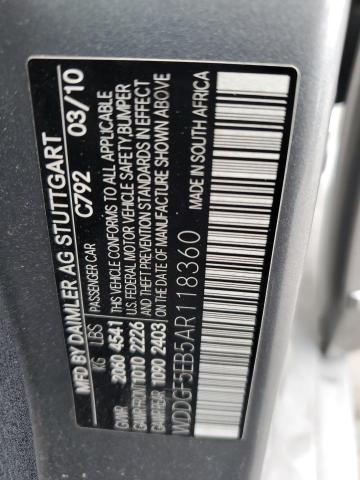 MFD BY DAIMLER AG STUTTGART
PASSENGER CAR C792 03/10
KG LBS THIS VEHICLE CONFORMS TO ALL APPLICABLE
GVWR 2060 4541 U.S. FEDERAL MOTOR VEHICLE SAFETY, BUMPER
GAWR FRONT 1010 2226 AND THEFT PREVENTION STANDARDS IN EFFECT
GAWR REAR 1090 2403 ON THE DATE OF MANUFACTURE SHOWN ABOVE
WDDGF5EB5AR118360 MADE IN SOUTH AFRICA